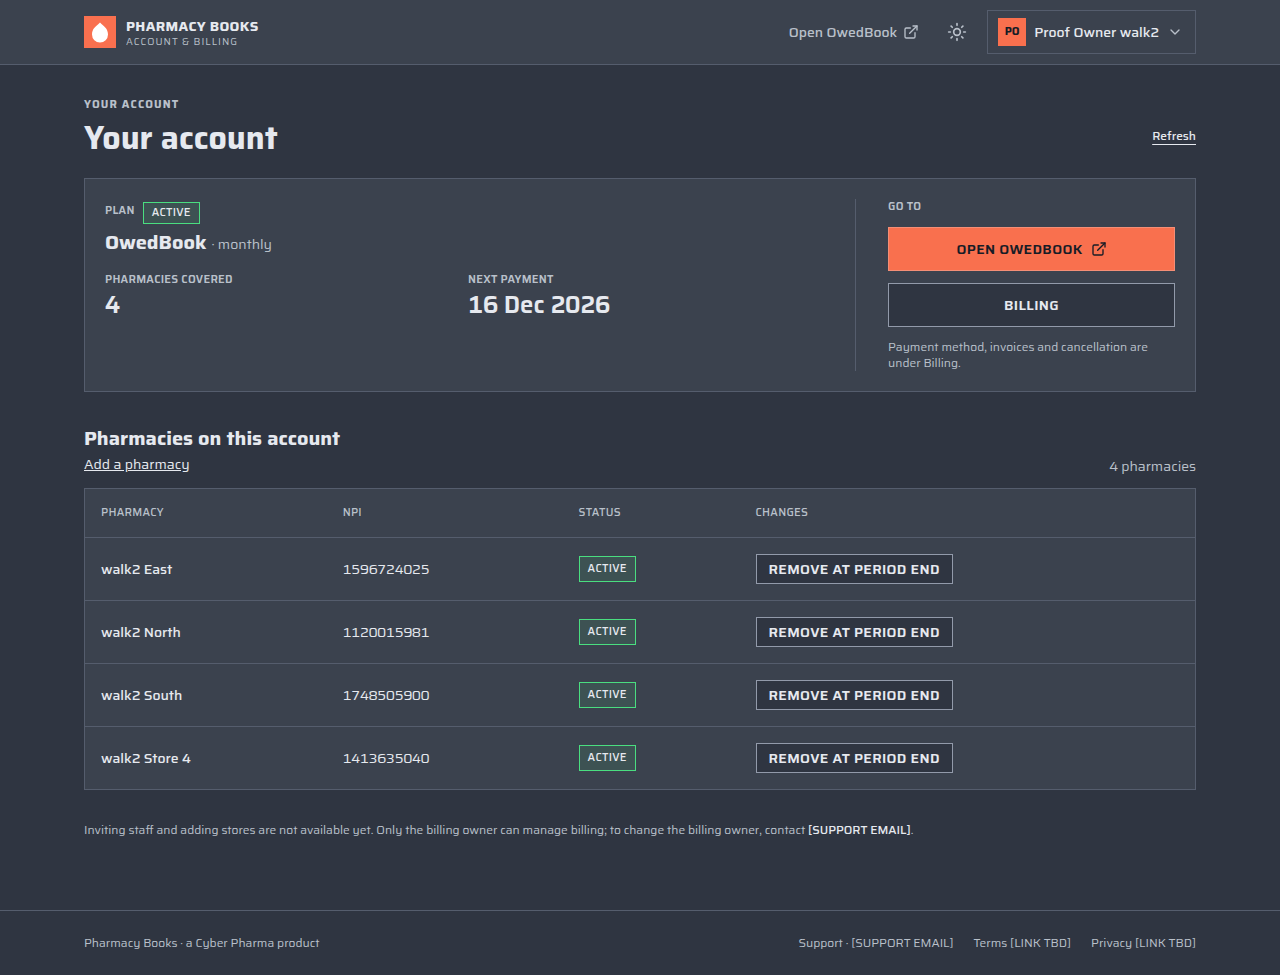 PHARMACY BOOKS
ACCOUNT & BILLING
Open OwedBook
PO
Proof Owner walk2
YOUR ACCOUNT
Your account
Refresh
PLAN ACTIVE
OwedBook · monthly
PHARMACIES COVERED
4
NEXT PAYMENT
16 Dec 2026
GO TO
OPEN OWEDBOOK
BILLING
Payment method, invoices and cancellation are
under Billing.
Pharmacies on this account
Add a pharmacy
4 pharmacies
PHARMACY NPI STATUS CHANGES
walk2 East 1596724025 ACTIVE REMOVE AT PERIOD END
walk2 North 1120015981 ACTIVE REMOVE AT PERIOD END
walk2 South 1748505900 ACTIVE REMOVE AT PERIOD END
walk2 Store 4 1413635040 ACTIVE REMOVE AT PERIOD END
Inviting staff and adding stores are not available yet. Only the billing owner can manage billing; to change the billing owner, contact [SUPPORT EMAIL].
Pharmacy Books · a Cyber Pharma product
Support · [SUPPORT EMAIL] Terms [LINK TBD] Privacy [LINK TBD]